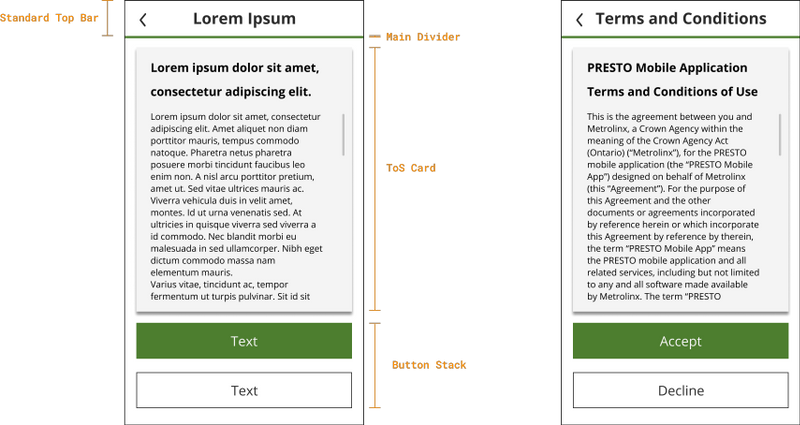 Standard Top Bar
Lorem Ipsum
Main Divider
Lorem ipsum dolor sit amet,
consectetur adipiscing elit.
Lorem ipsum dolor sit amet, consectetur
adipiscing elit. Amet aliquet non diam
porttitor mauris, tempus commodo
natoque. Pharetra netus pharetra
posuere morbi tincidunt faucibus leo
enim non. A nisl arcu porttitor pretium,
amet ut. Sed vitae ultrices mauris ac.
Viverra vehicula duis in velit amet,
montes. Id ut urna venenatis sed. At
ultricies in quisque viverra sed viverra a
id commodo. Nec blandit morbi eu
malesuada in sed ullamcorper. Nibh eget
dictum commodo massa nam
elementum mauris.
Varius vitae, tincidunt ac, tempor
fermentum ut turpis pulvinar. Sit id sit
ToS Card
Text
Text
Button Stack
Terms and Conditions
PRESTO Mobile Application
Terms and Conditions of Use
This is the agreement between you and
Metrolinx, a Crown Agency within the
meaning of the Crown Agency Act
(Ontario) (“Metrolinx”), for the PRESTO
mobile application (the “PRESTO Mobile
App”) designed on behalf of Metrolinx
(this “Agreement”). For the purpose of
this Agreement and the other
documents or agreements incorporated
by reference herein or which incorporate
this Agreement by reference by therein,
the term “PRESTO Mobile App” means
the PRESTO mobile application and all
related services, including but not limited
to any and all software made available
by Metrolinx. The term “PRESTO
Accept
Decline